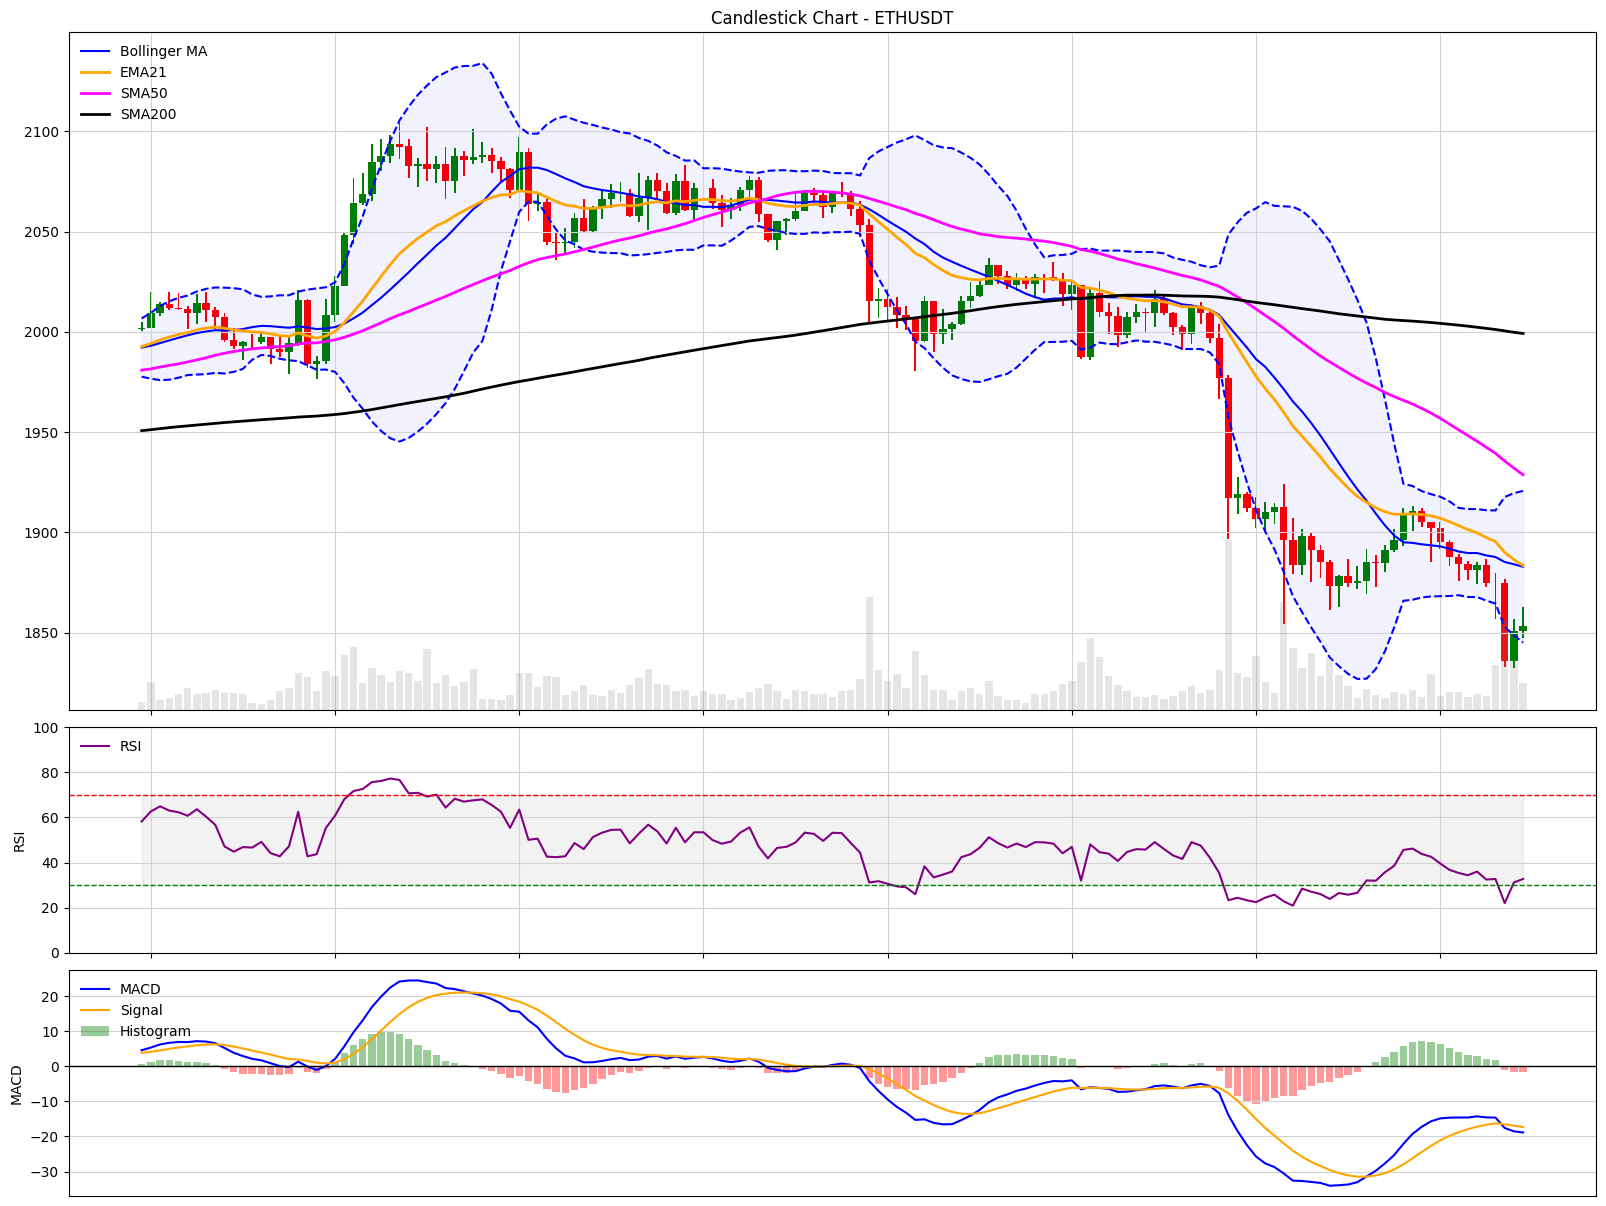 Candlestick Chart - ETHUSDT
Bollinger MA
EMA21
SMA50
SMA200
2100
2050
2000
1950
1900
1850
RSI
100
80
60
40
20
0
RSI
MACD
Signal
Histogram
20
10
0
−10
−20
−30
MACD